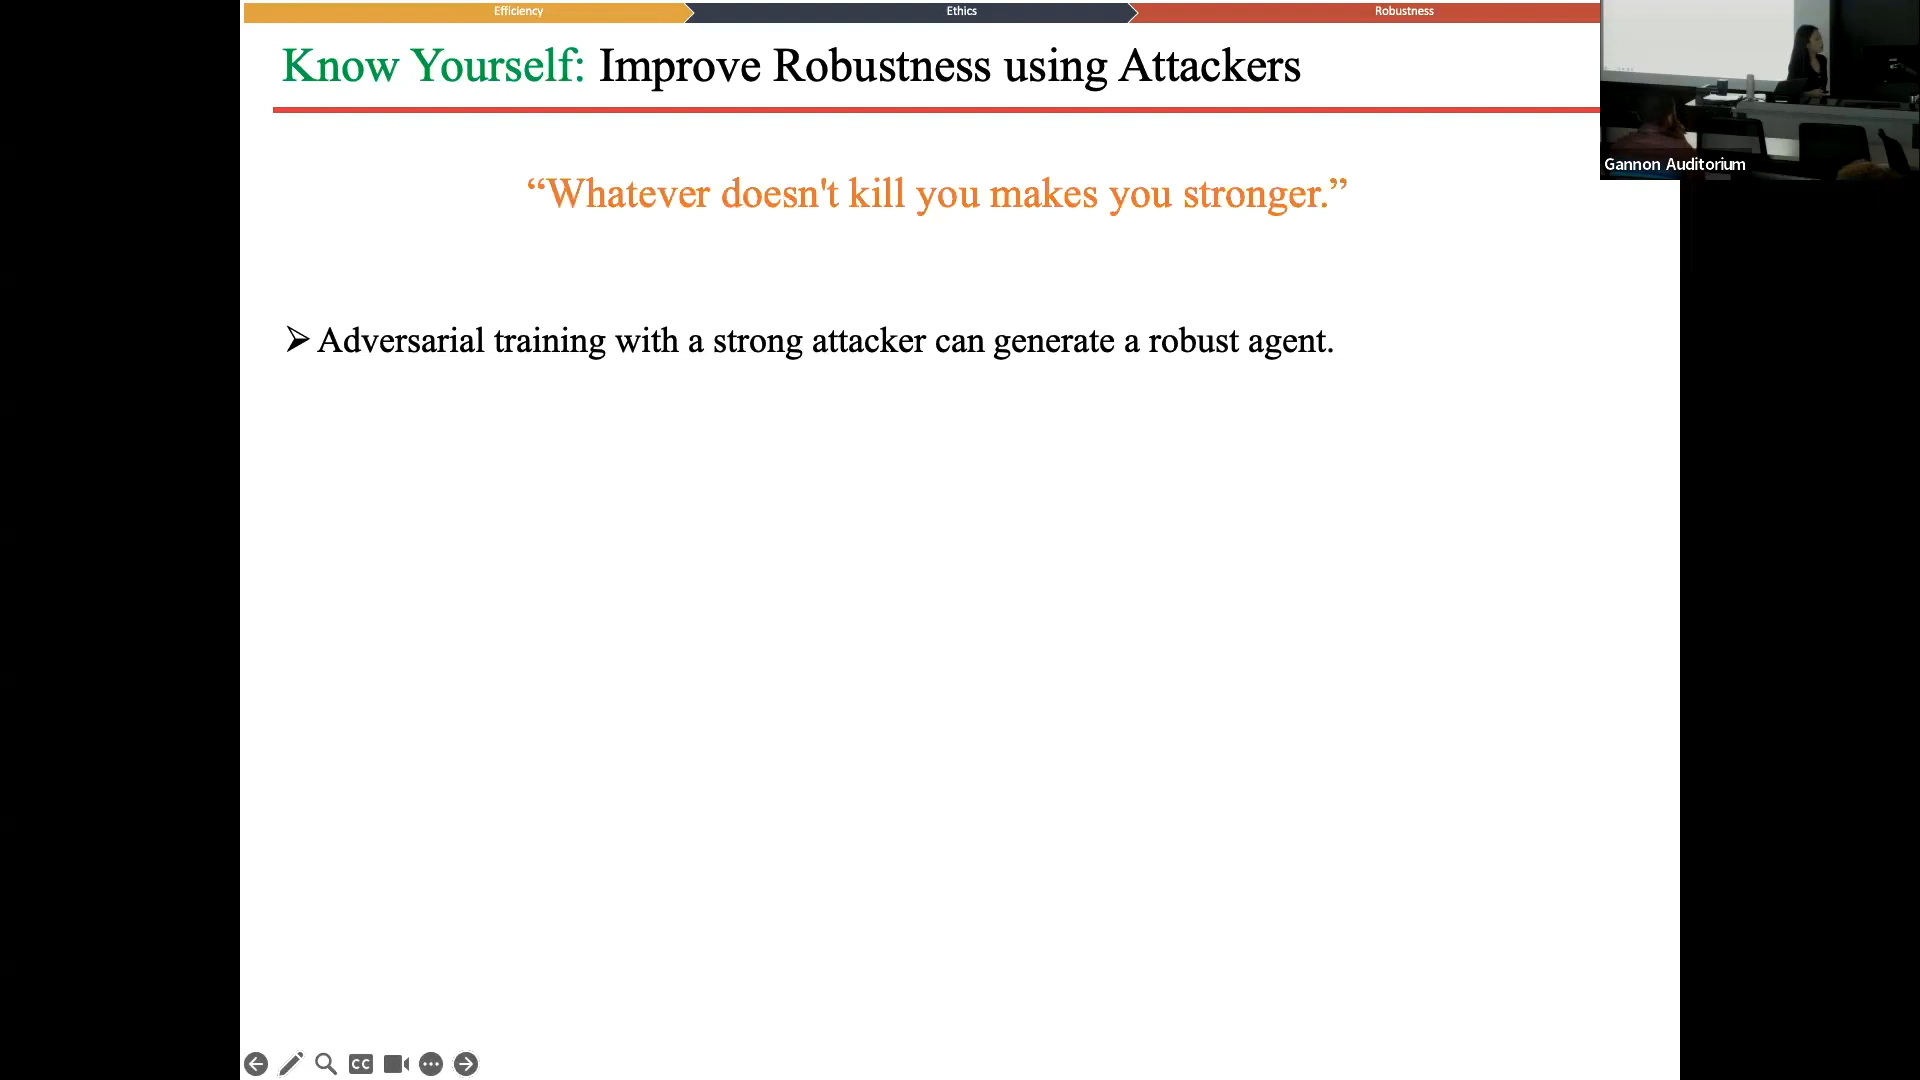 Efficiency
Ethics
Robustness
Know Yourself: Improve Robustness using Attackers
“Whatever doesn't kill you makes you stronger.”
➢ Adversarial training with a strong attacker can generate a robust agent.
Gannon Auditorium
CC